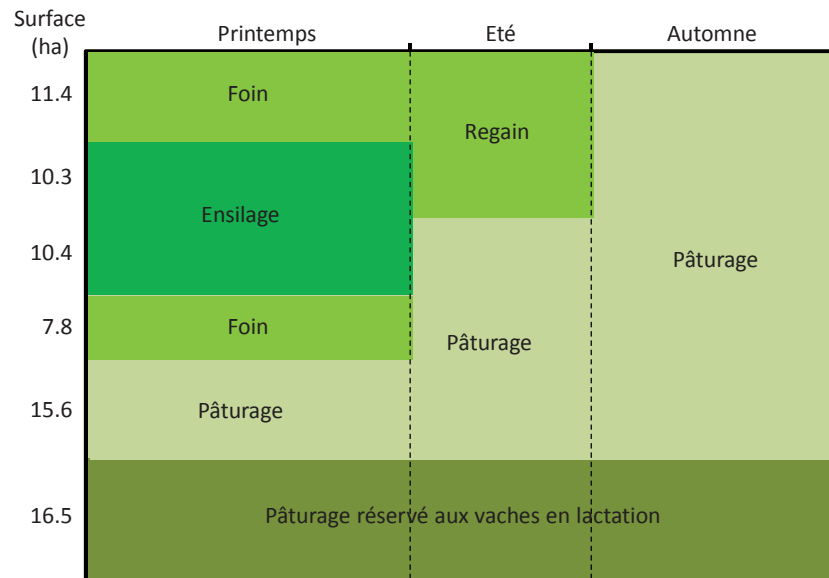 Surface
(ha)
Printemps
Eté
Automne
11.4
Foin
Regain
10.3
Ensilage
10.4
Pâturage
7.8
Foin
Pâturage
15.6
Pâturage
16.5
Pâturage réservé aux vaches en lactation